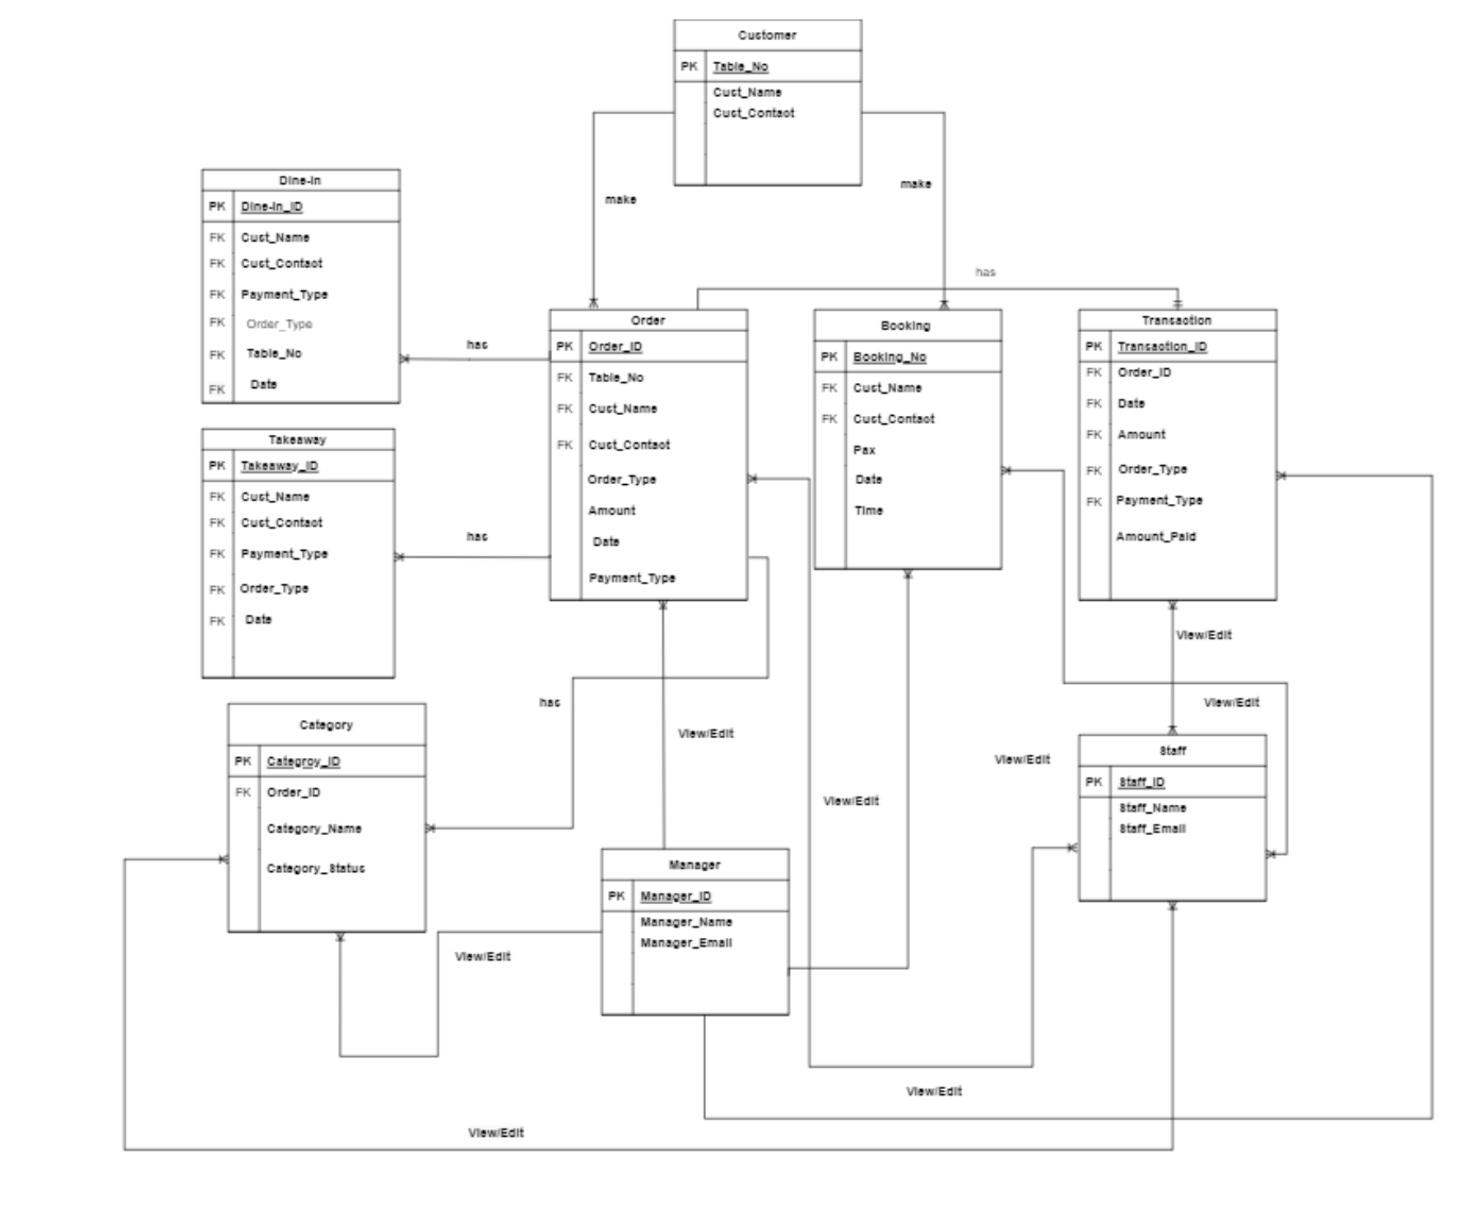 Customer
PK Table_No
Cust_Name
Cust_Contact
make
make
Dine-in
PK Dine-in_ID
FK Cust_Name
FK Cust_Contact
FK Payment_Type
FK Order_Type
FK Table_No
FK Date
has
has
Order
PK Order_ID
FK Table_No
FK Cust_Name
FK Cust_Contact
Order_Type
Amount
Date
Payment_Type
Booking
PK Booking_No
FK Cust_Name
FK Cust_Contact
Pax
Date
Time
Transaction
PK Transaction_ID
FK Order_ID
FK Date
FK Amount
FK Order_Type
FK Payment_Type
Amount_Paid
Takeaway
PK Takeaway_ID
FK Cust_Name
FK Cust_Contact
FK Payment_Type
FK Order_Type
FK Date
has
has
View/Edit
View/Edit
View/Edit
View/Edit
View/Edit
Category
PK Categroy_ID
FK Order_ID
Category_Name
Category_Status
Staff
PK Staff_ID
Staff_Name
Staff_Email
Manager
PK Manager_ID
Manager_Name
Manager_Email
View/Edit
View/Edit
View/Edit